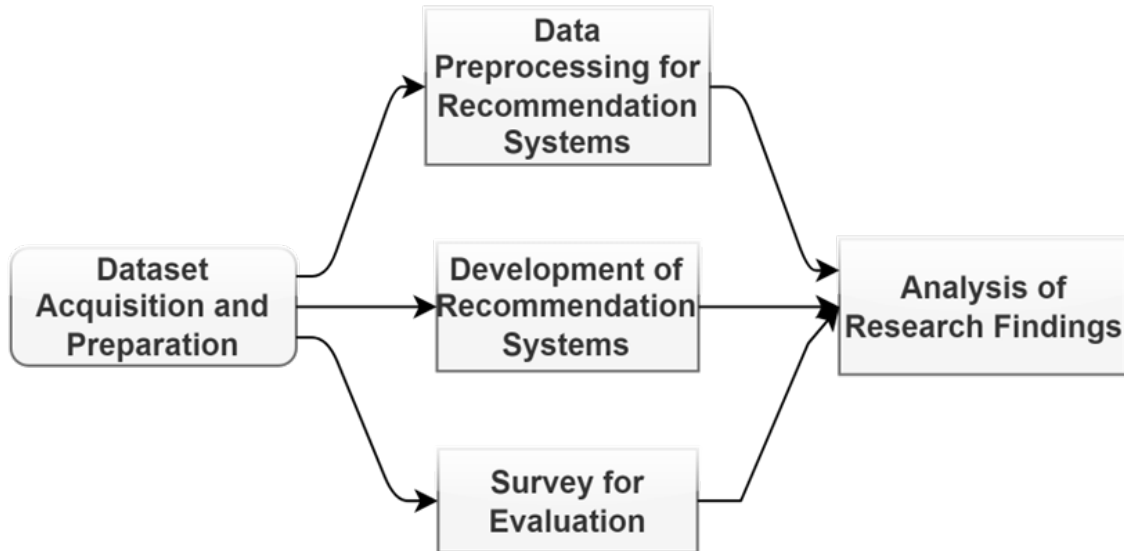 Data
Preprocessing for
Recommendation
Systems
Dataset
Acquisition and
Preparation
Development of
Recommendation
Systems
Survey for
Evaluation
Analysis of
Research Findings